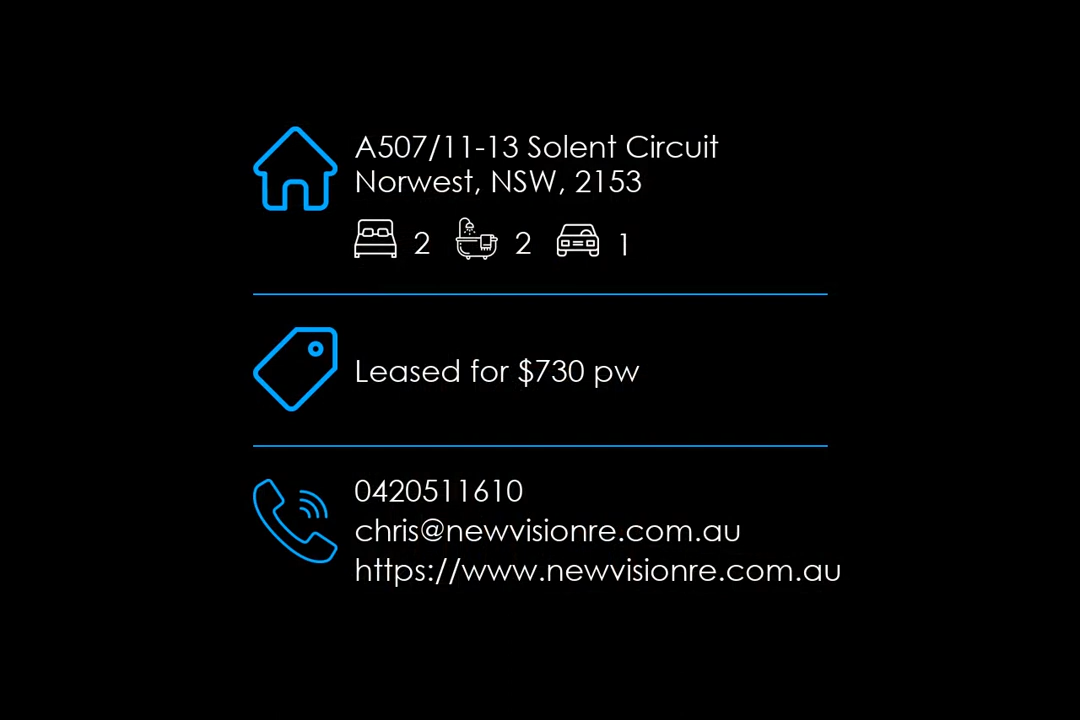 A507/11-13 Solent Circuit
Norwest, NSW, 2153
2 2 1
Leased for $730 pw
0420511610
chris@newvisionre.com.au
https://www.newvisionre.com.au